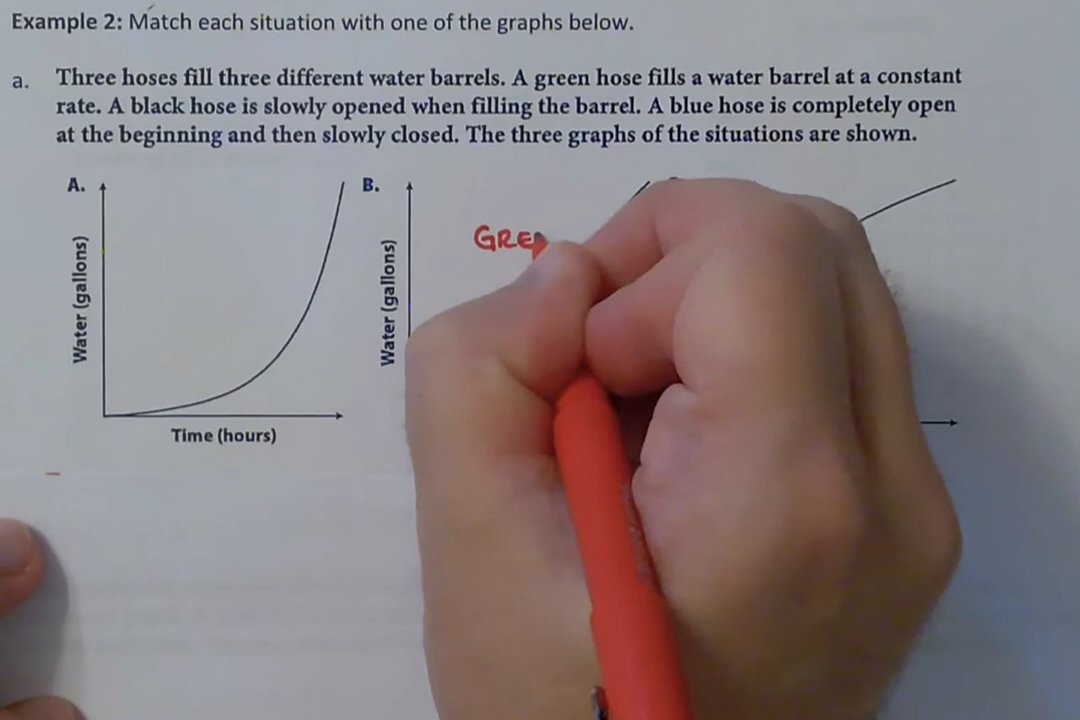 Example 2: Match each situation with one of the graphs below.
a. Three hoses fill three different water barrels. A green hose fills a water barrel at a constant
rate. A black hose is slowly opened when filling the barrel. A blue hose is completely open
at the beginning and then slowly closed. The three graphs of the situations are shown.
A.
B.
GRE
Water (gallons)
Water (gallons)
Time (hours)